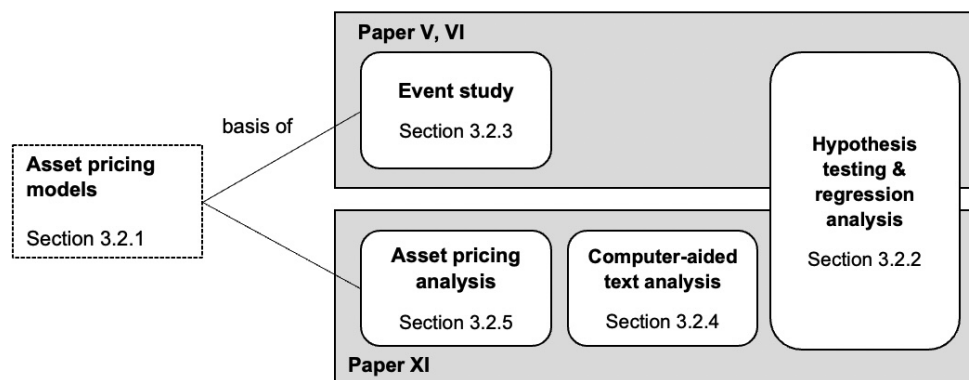 Paper V, VI
Event study
Section 3.2.3
basis of
Asset pricing
models
Section 3.2.1
Hypothesis
testing &
regression
analysis
Section 3.2.2
Asset pricing
analysis
Section 3.2.5
Computer-aided
text analysis
Section 3.2.4
Paper XI